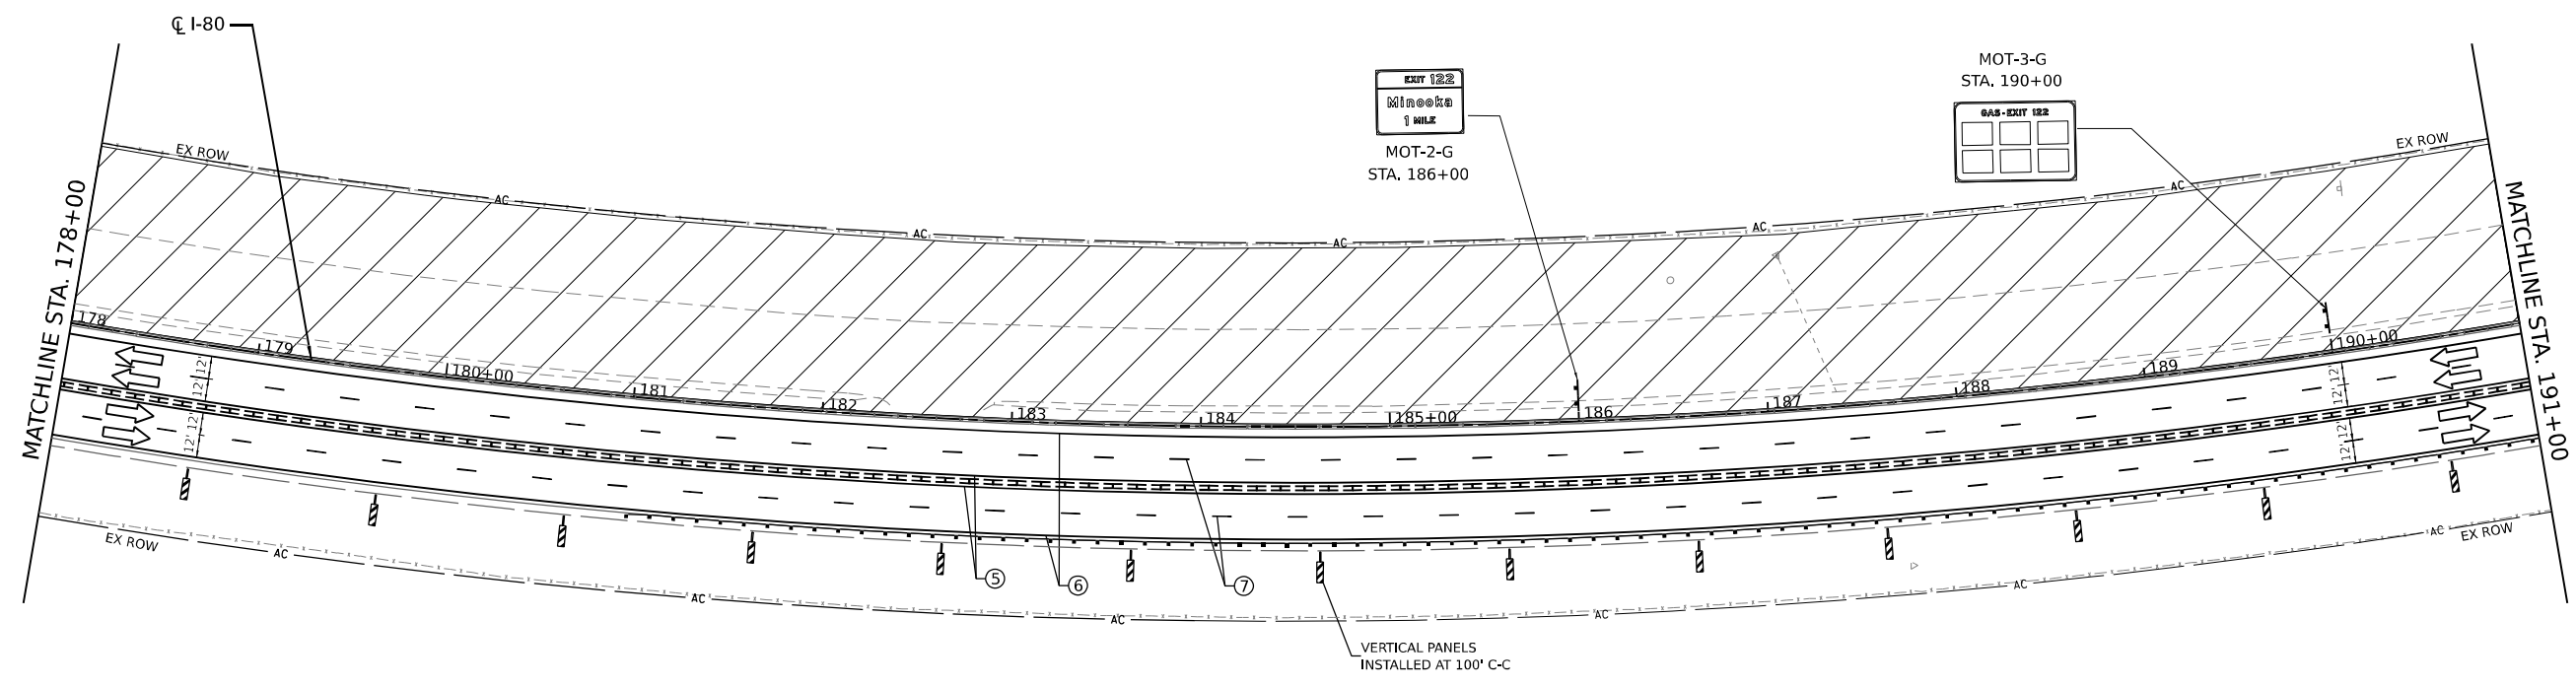 ℄ I-80
MOT-3-G
STA. 190+00
EXIT 122
Minooka
1 MILE
GAS-EXIT 122
MOT-2-G
STA. 186+00
EX ROW
EX ROW
AC
AC
AC
AC
AC
MATCHLINE STA. 178+00
MATCHLINE STA. 191+00
178
179
180+00
181
182
183
184
185+00
186
187
188
189
190+00
12' 12'
12' 12'
12' 12'
12' 12'
EX ROW
EX ROW
AC
AC
AC
AC
AC
AC
5
6
7
VERTICAL PANELS
INSTALLED AT 100' C-C